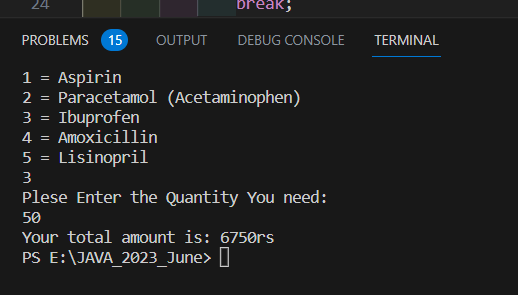 24 break;
PROBLEMS 15 OUTPUT DEBUG CONSOLE TERMINAL
1 = Aspirin
2 = Paracetamol (Acetaminophen)
3 = Ibuprofen
4 = Amoxicillin
5 = Lisinopril
3
Plese Enter the Quantity You need:
50
Your total amount is: 6750rs
PS E:\JAVA_2023_June>